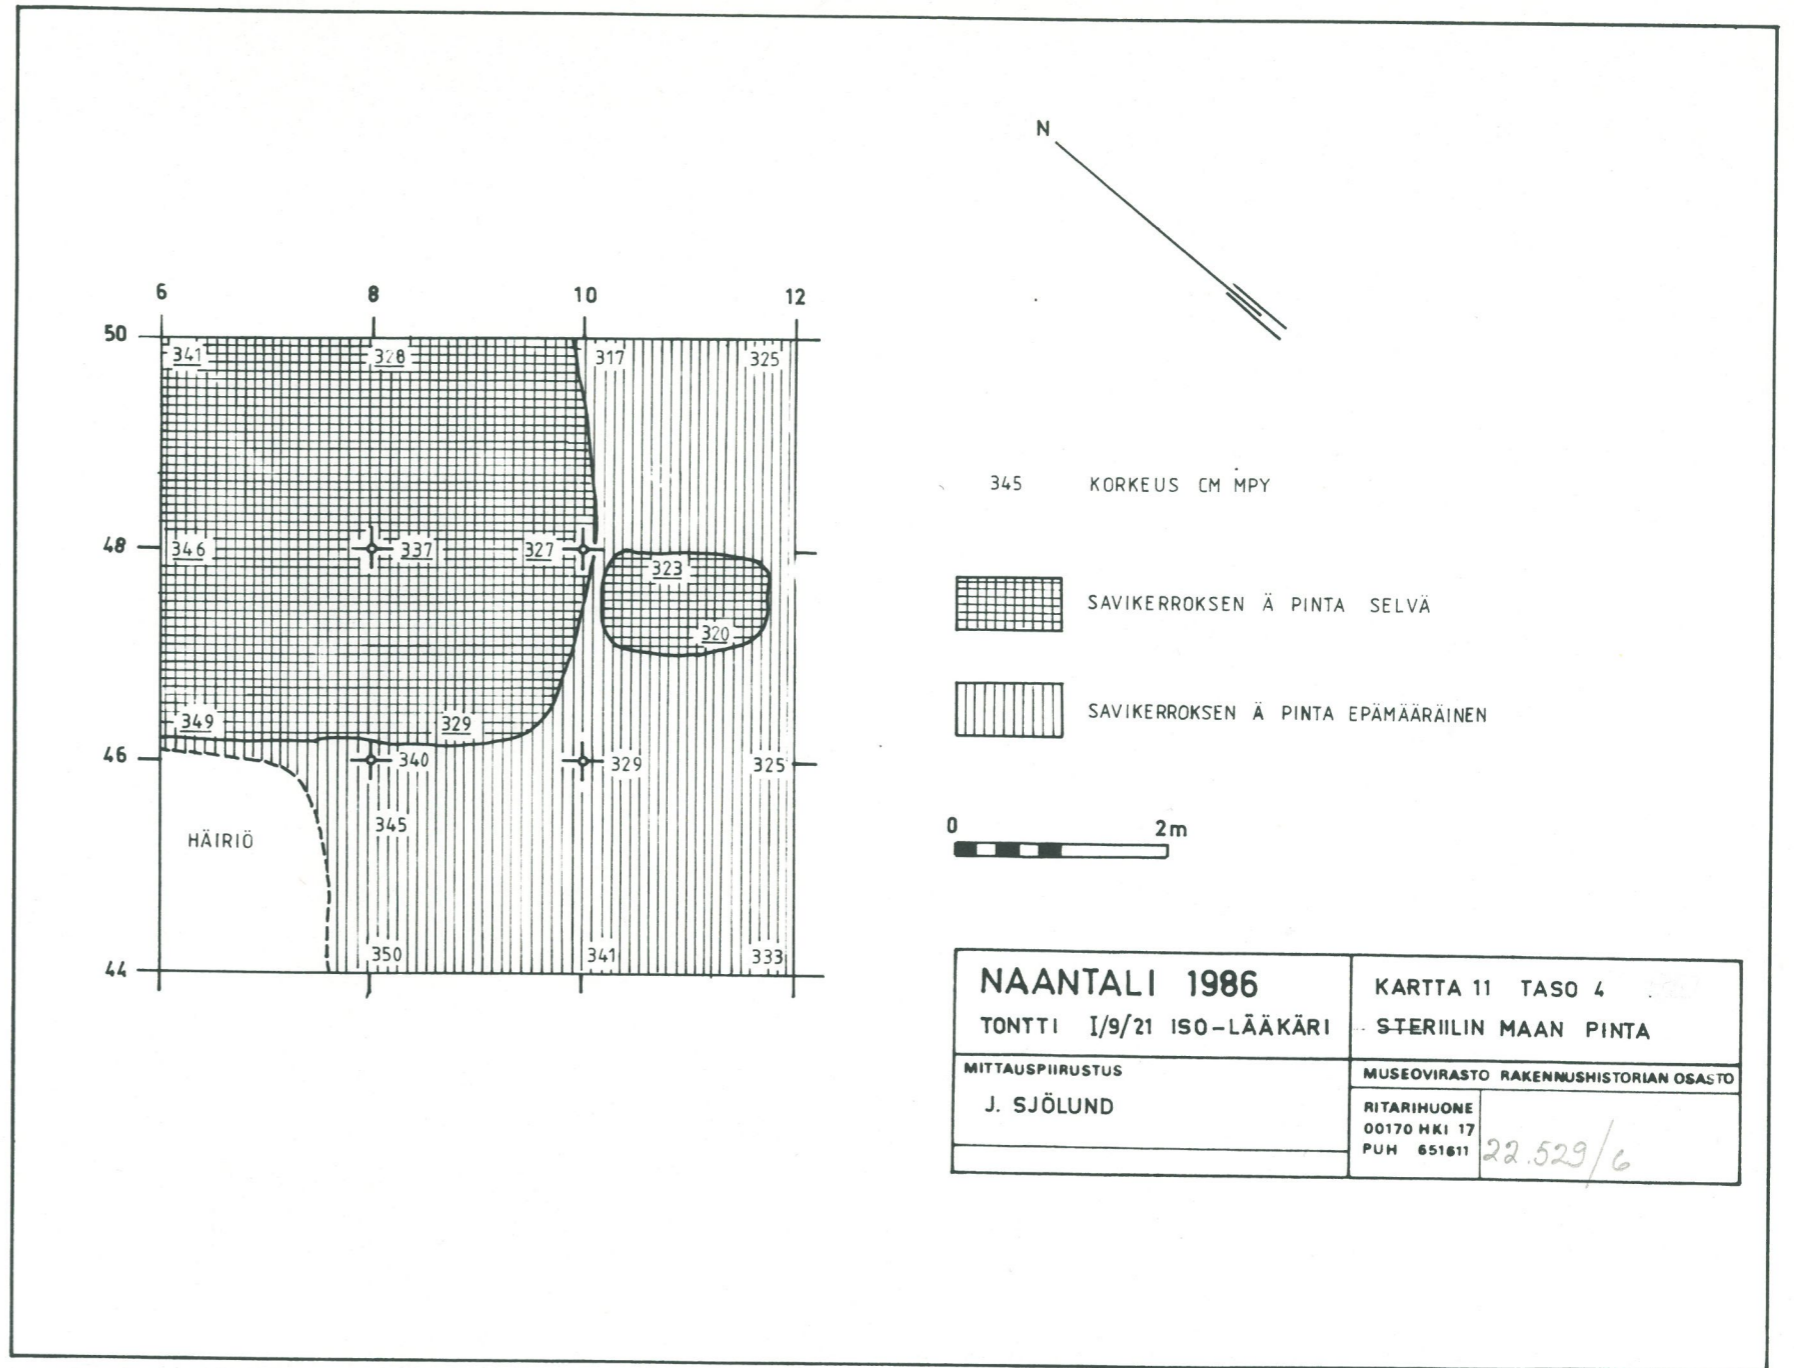 N
6 8 10 12
50
341 328 317 325
48
346 337 327 323
320
349 329
46
340 329 325
345
HÄIRIÖ
350 341 333
44
345 KORKEUS CM MPY
SAVIKERROKSEN Ä PINTA SELVÄ
SAVIKERROKSEN Ä PINTA EPÄMÄÄRÄINEN
0 2m
NAANTALI 1986
TONTTI I/9/21 ISO-LÄÄKÄRI
KARTTA 11 TASO 4
STERIILIN MAAN PINTA
MITTAUSPIIRUSTUS
J. SJÖLUND
MUSEOVIRASTO RAKENNUSHISTORIAN OSASTO
RITARIHUONE
00170 HKI 17
PUH 651611
22.529/6